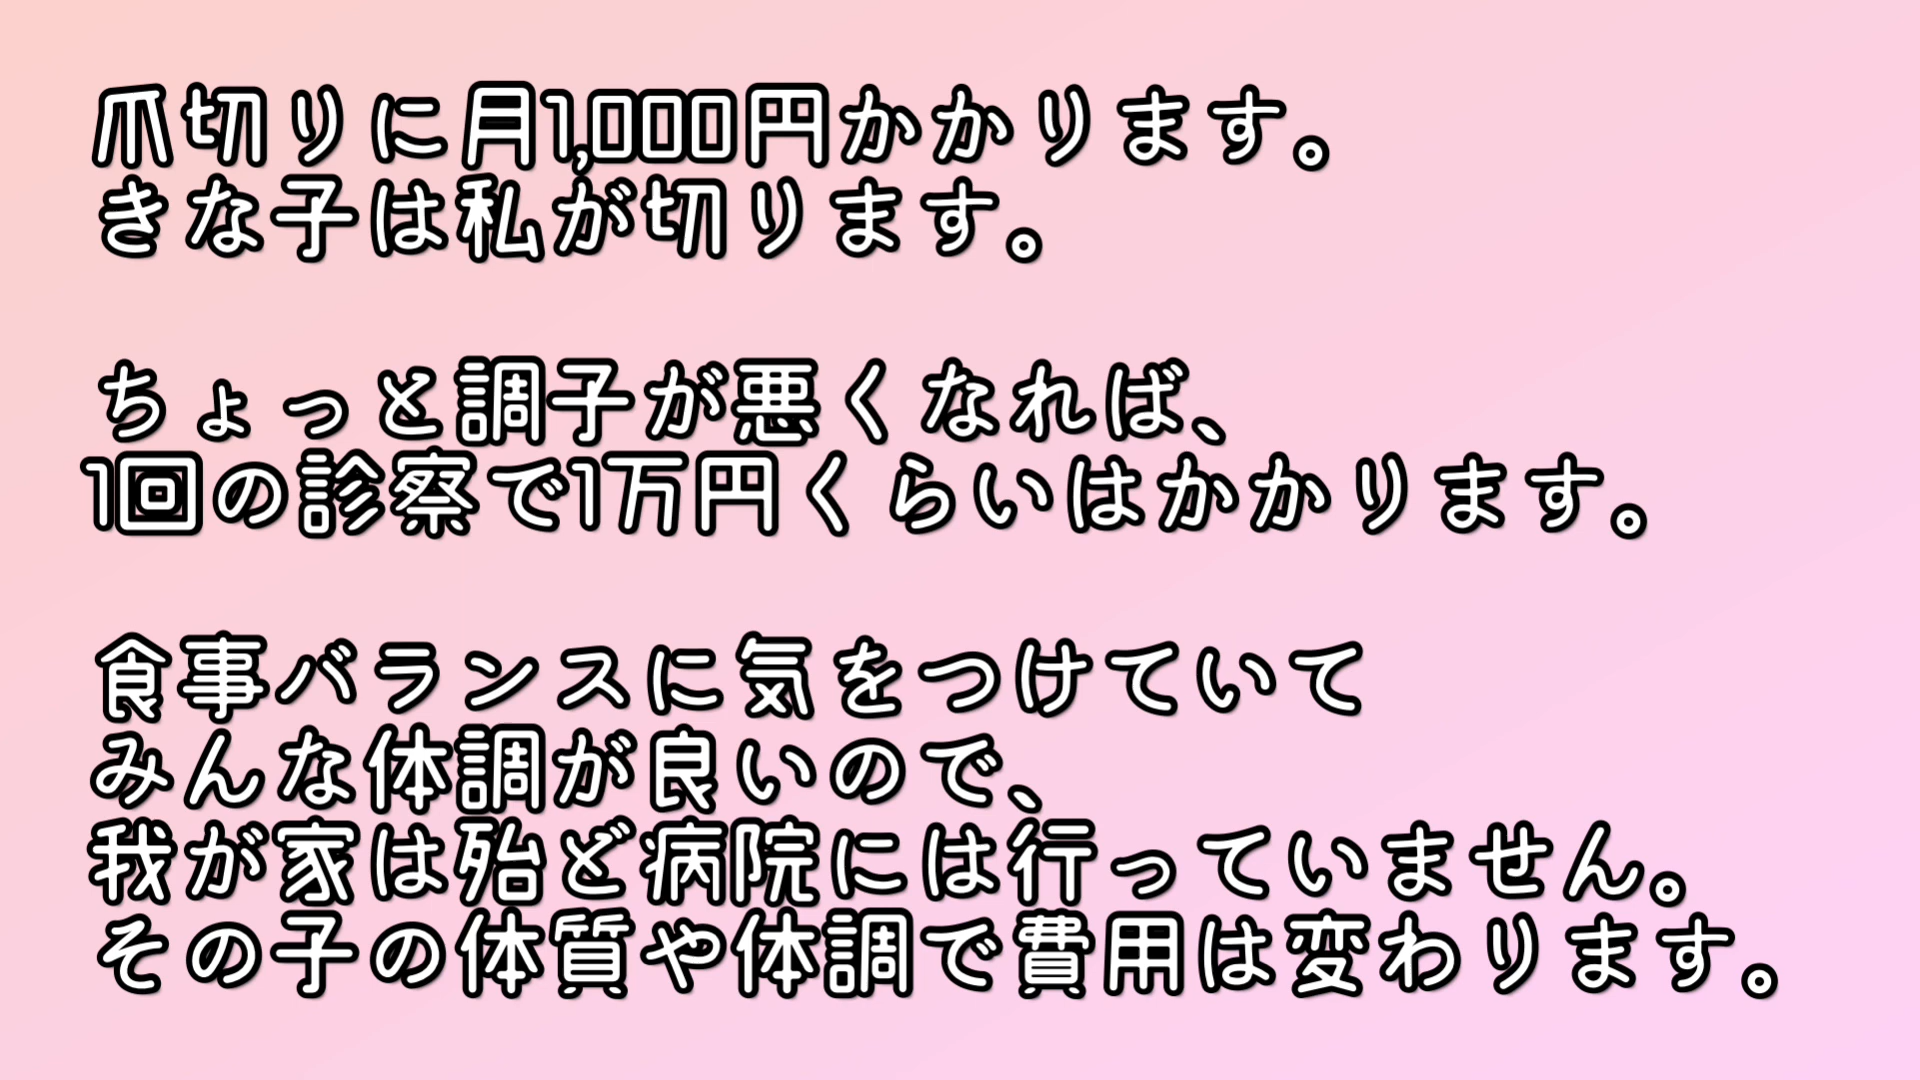 爪切りに月1,000円かかります。
きな子は私が切ります。
ちょっと調子が悪くなれば、
1回の診察で1万円くらいはかかります。
食事バランスに気をつけていて
みんな体調が良いので、
我が家は殆ど病院には行っていません。
その子の体質や体調で費用は変わります。